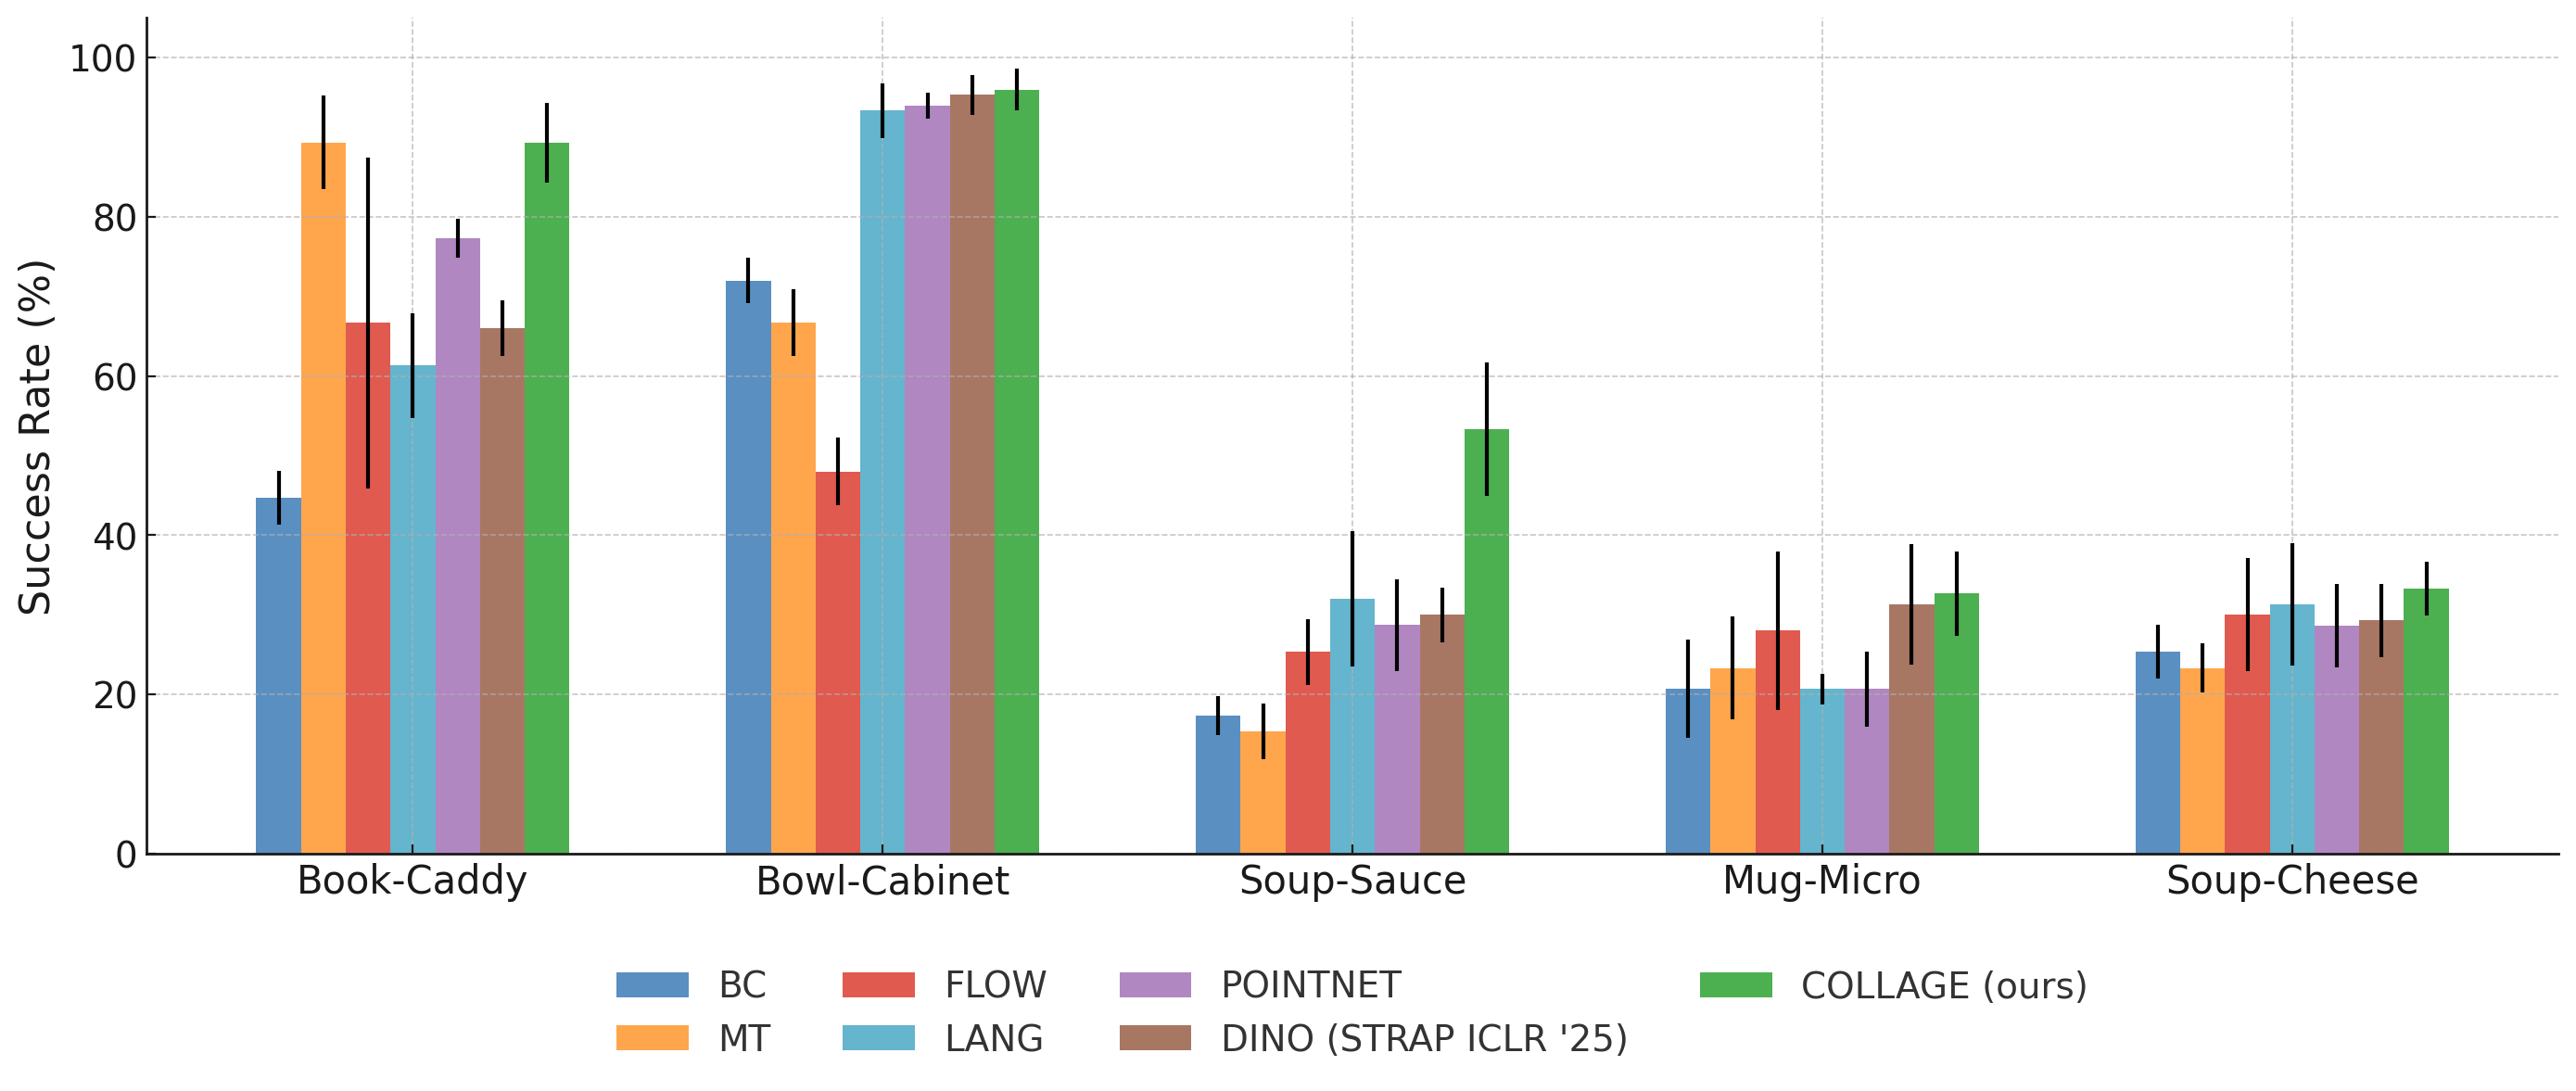 Success Rate (%)
100
80
60
40
20
0
Book-Caddy
Bowl-Cabinet
Soup-Sauce
Mug-Micro
Soup-Cheese
BC
MT
FLOW
LANG
POINTNET
DINO (STRAP ICLR '25)
COLLAGE (ours)